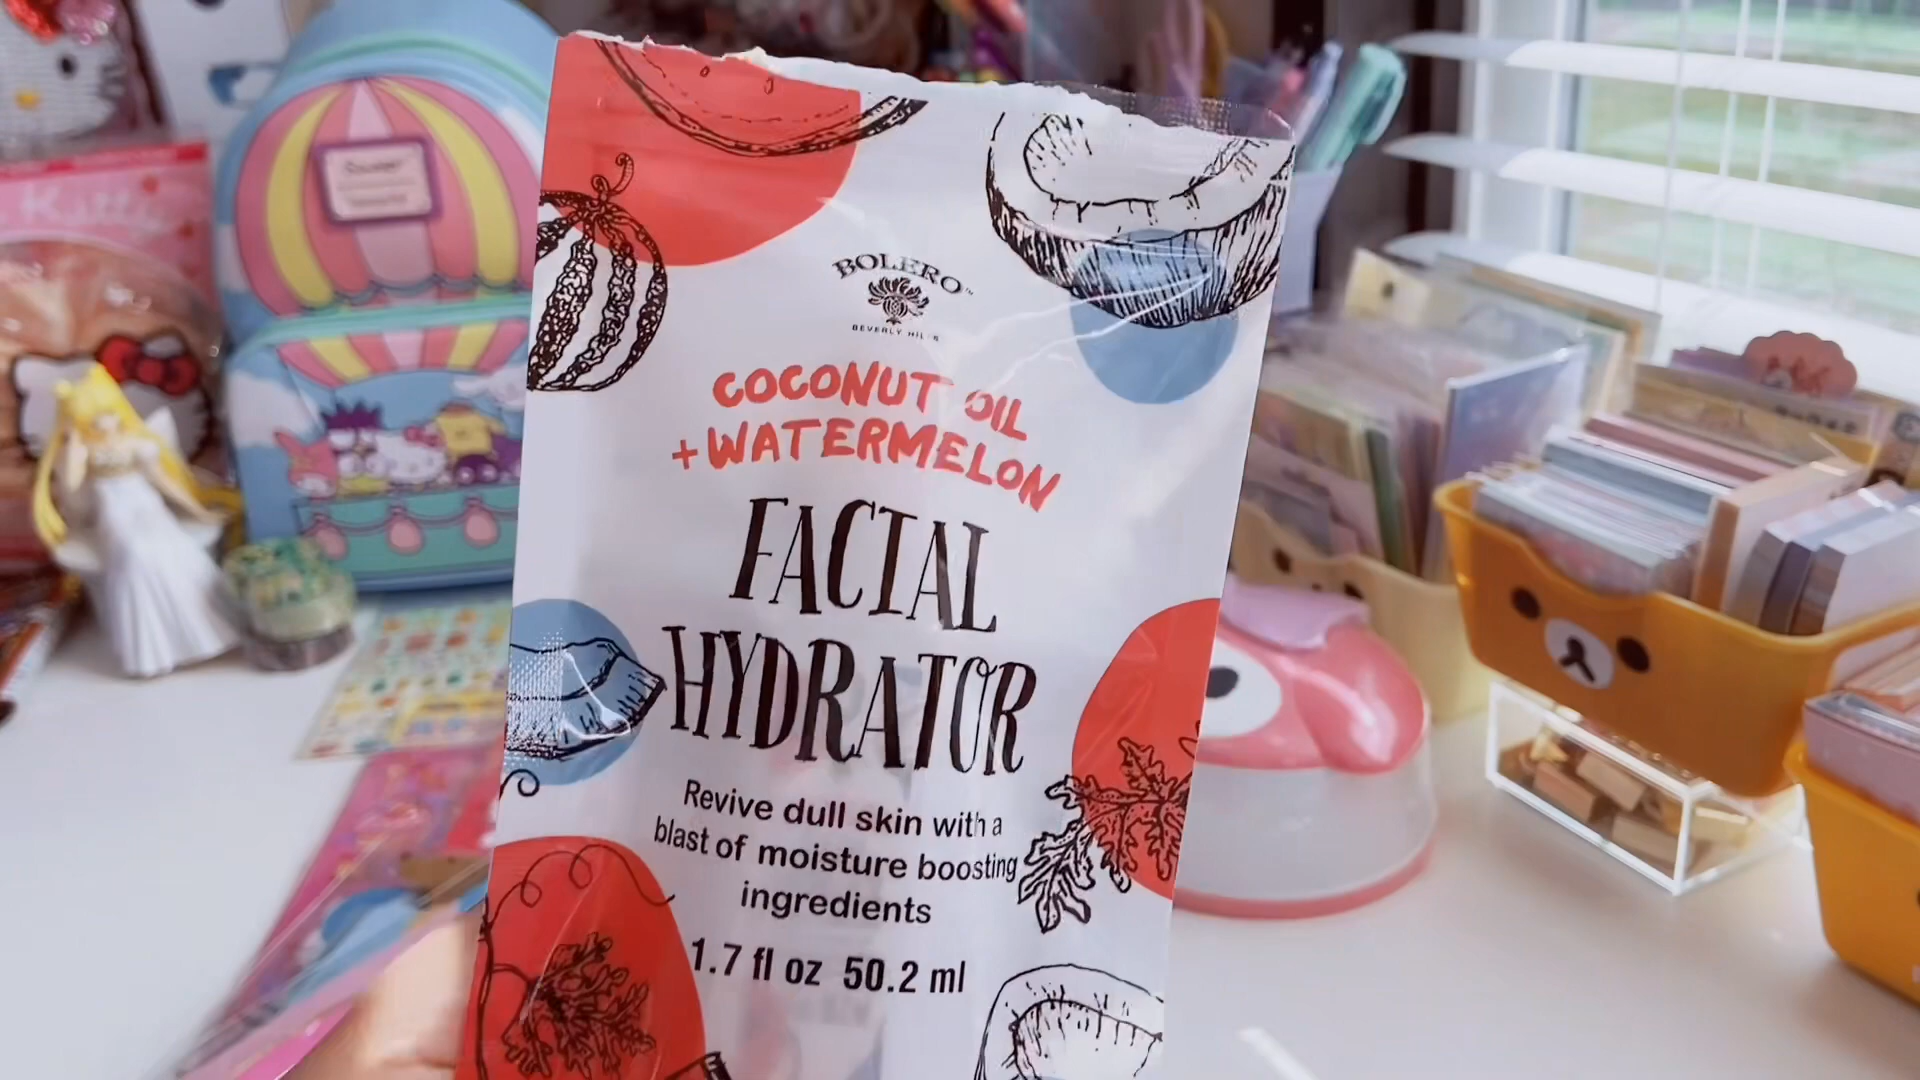 BOLERO™
BEVERLY HILLS
COCONUT OIL
+ WATERMELON
FACIAL
HYDRATOR
Revive dull skin with a
blast of moisture boosting
ingredients
1.7 fl oz 50.2 ml